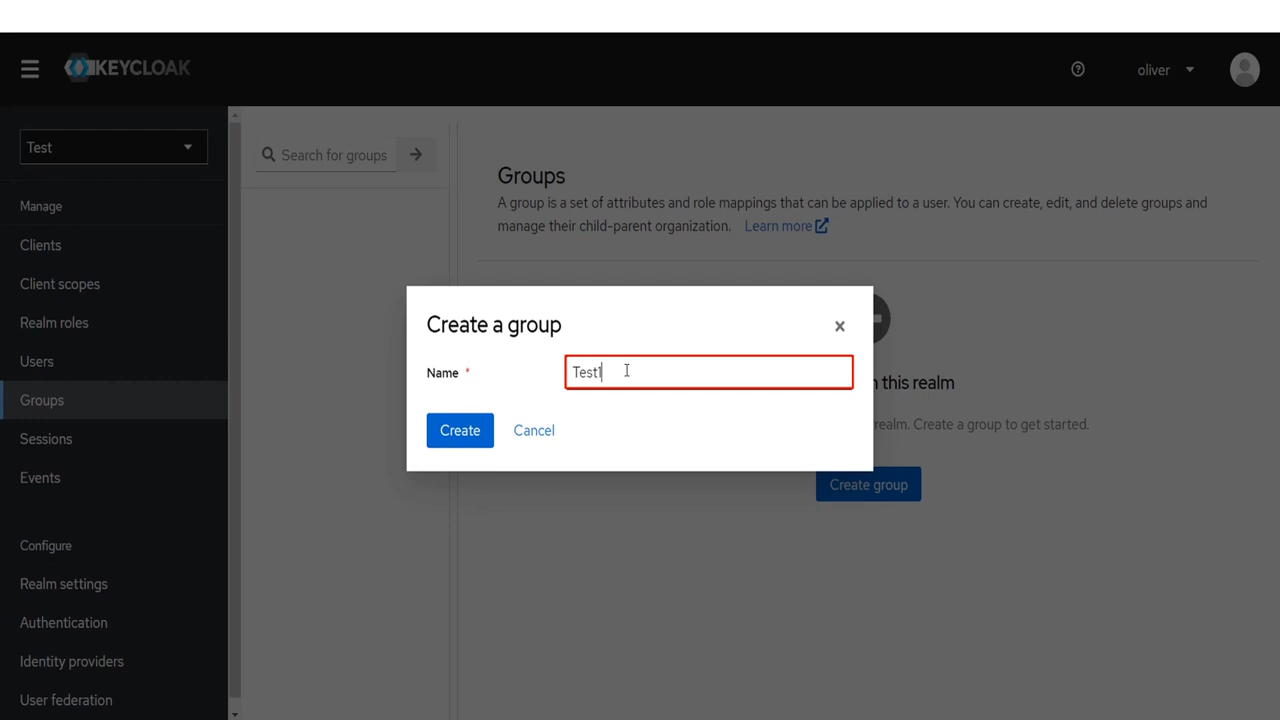 KEYCLOAK
oliver
Test
Manage
Clients
Client scopes
Realm roles
Users
Groups
Sessions
Events
Configure
Realm settings
Authentication
Identity providers
User federation
Search for groups
Groups
A group is a set of attributes and role mappings that can be applied to a user. You can create, edit, and delete groups and
manage their child-parent organization. Learn more
Create a group
Name *
Test1
Create Cancel
this realm
realm. Create a group to get started.
Create group